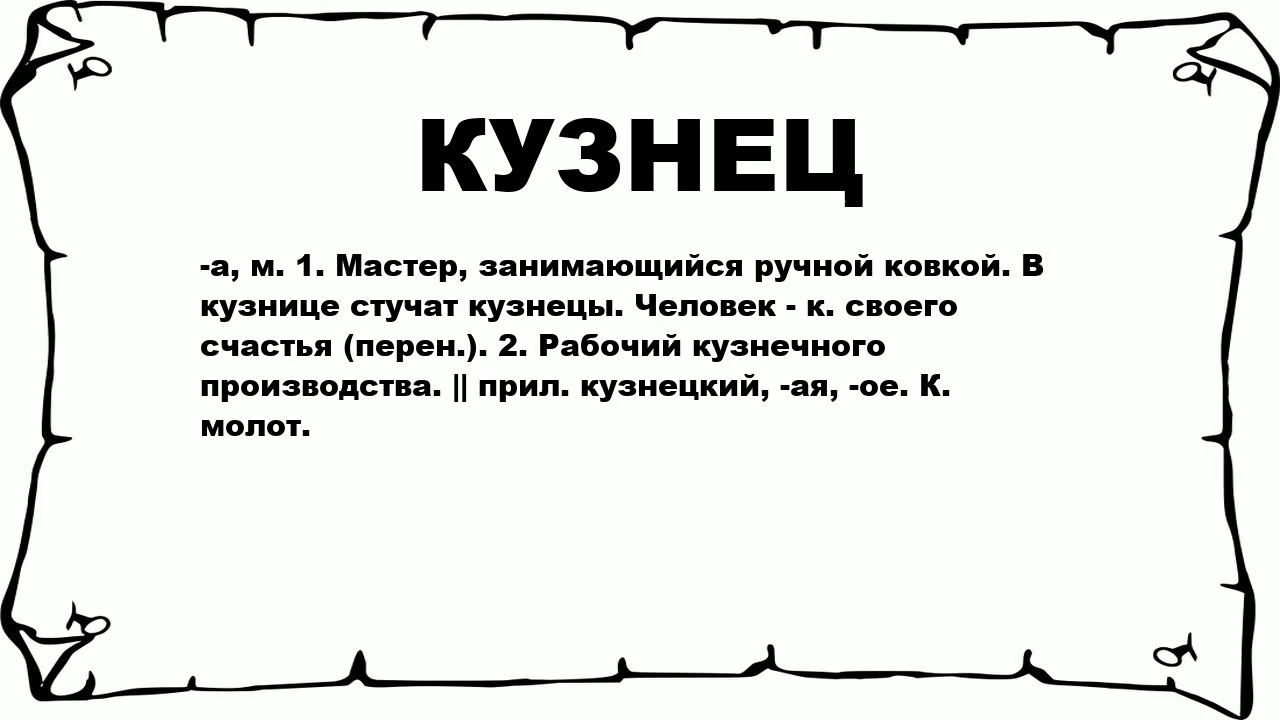 КУЗНЕЦ
-а, м. 1. Мастер, занимающийся ручной ковкой. В
кузнице стучат кузнецы. Человек - к. своего
счастья (перен.). 2. Рабочий кузнечного
производства. || прил. кузнецкий, -ая, -ое. К.
молот.